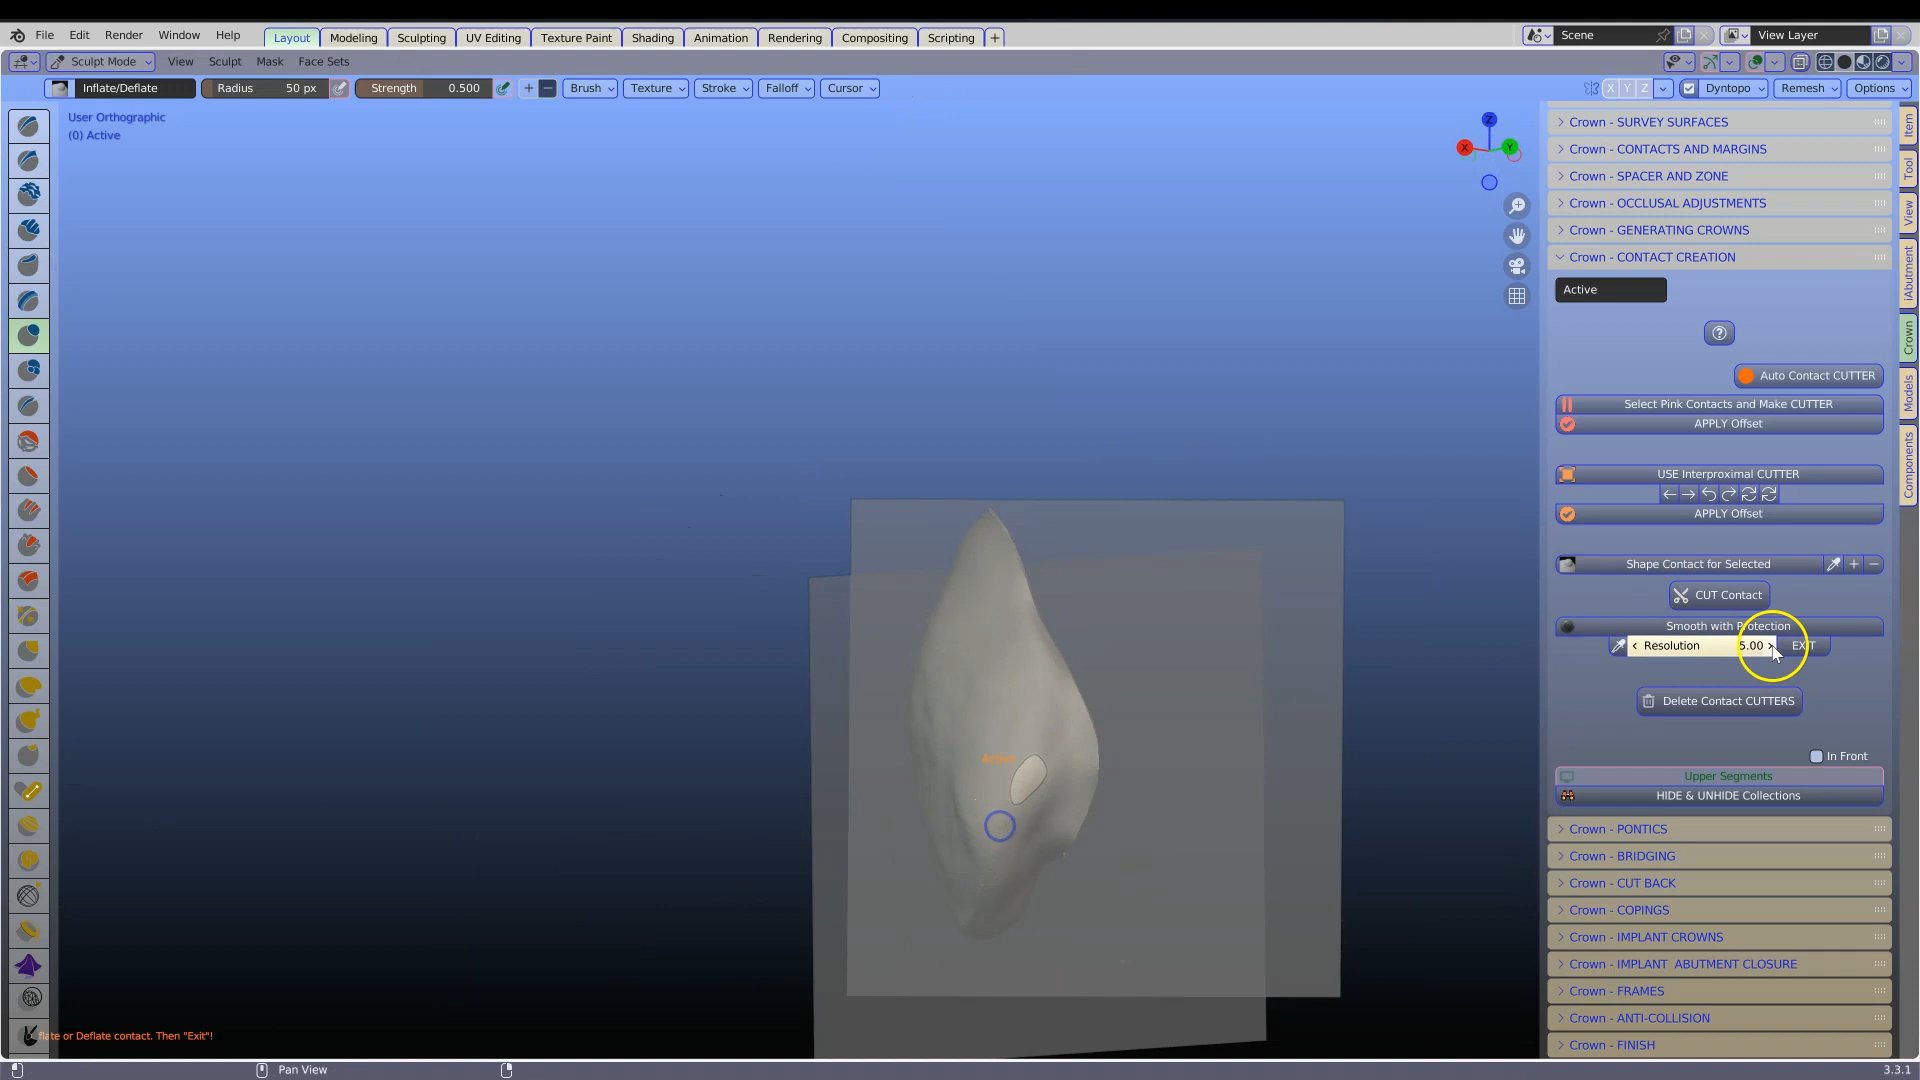 File Edit Render Window Help Layout Modeling Sculpting UV Editing Texture Paint Shading Animation Rendering Compositing Scripting + Scene View Layer
Sculpt Mode View Sculpt Mask Face Sets
Inflate/Deflate Radius 50 px Strength 0.500 Brush Texture Stroke Falloff Cursor X Y Z Dyntopo Remesh Options
User Orthographic
(0) Active
Z
X Y
Crown - SURVEY SURFACES
Crown - CONTACTS AND MARGINS
Crown - SPACER AND ZONE
Crown - OCCLUSAL ADJUSTMENTS
Crown - GENERATING CROWNS
Crown - CONTACT CREATION
Active
Auto Contact CUTTER
Select Pink Contacts and Make CUTTER
APPLY Offset
USE Interproximal CUTTER
APPLY Offset
Shape Contact for Selected
CUT Contact
Smooth with Protection
Resolution 5.00 EXIT
Delete Contact CUTTERS
In Front
Upper Segments
HIDE & UNHIDE Collections
Crown - PONTICS
Crown - BRIDGING
Crown - CUT BACK
Crown - COPINGS
Crown - IMPLANT CROWNS
Crown - IMPLANT ABUTMENT CLOSURE
Crown - FRAMES
Crown - ANTI-COLLISION
Crown - FINISH
Item
Tool
View
iAbutment
Crown
Models
Components
Active
flate or Deflate contact. Then "Exit"!
Pan View
3.3.1